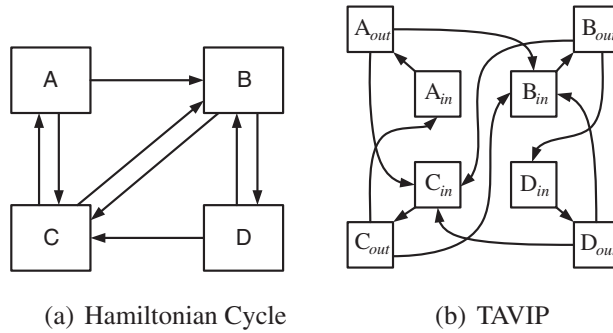 A B
C D
A_out B_out
A_in B_in
C_in D_in
C_out D_out
(a) Hamiltonian Cycle (b) TAVIP